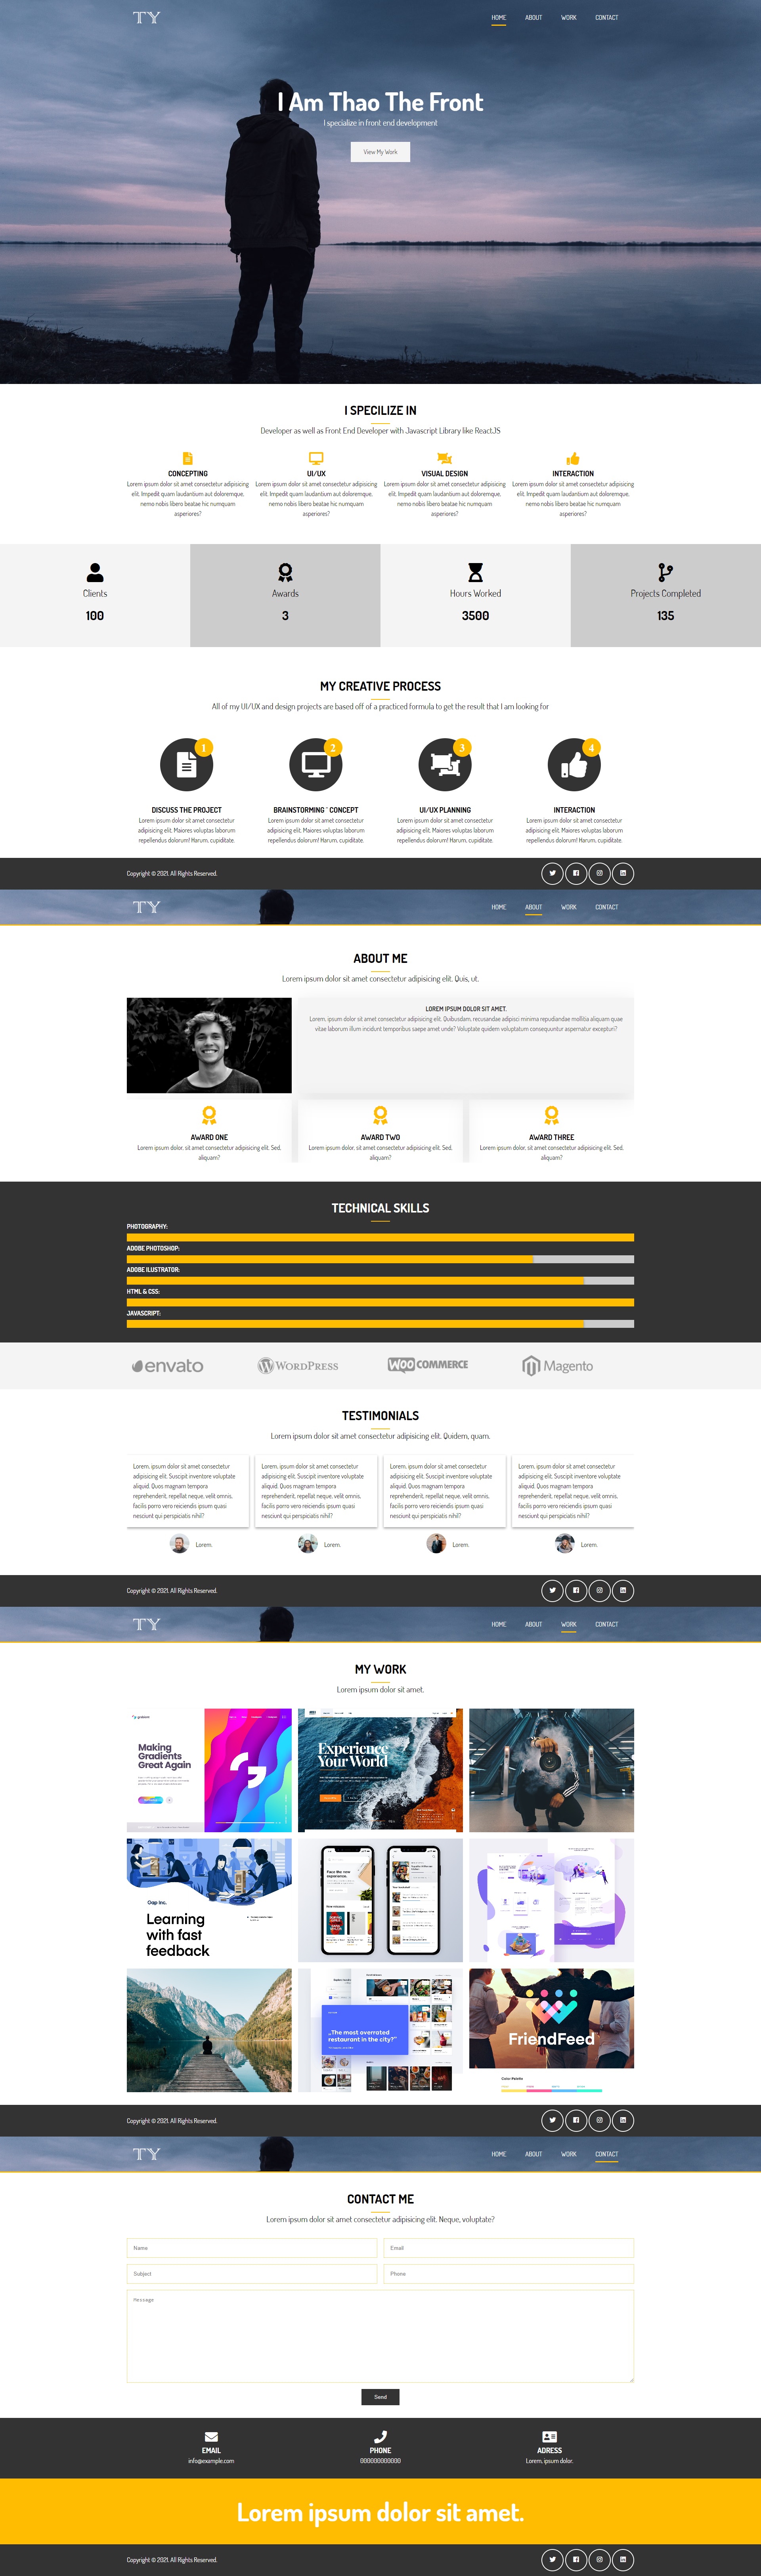 TY
HOME ABOUT WORK CONTACT
I Am Thao The Front
I specialize in front end development
View My Work
I SPECILIZE IN
Developer as well as Front End Developer with Javascript Library like ReactJS
CONCEPTING
Lorem ipsum dolor sit amet consectetur adipisicing
elit. Impedit quam laudantium aut doloremque,
nemo nobis libero beatae hic numquam
asperiores?
UI/UX
Lorem ipsum dolor sit amet consectetur adipisicing
elit. Impedit quam laudantium aut doloremque,
nemo nobis libero beatae hic numquam
asperiores?
VISUAL DESIGN
Lorem ipsum dolor sit amet consectetur adipisicing
elit. Impedit quam laudantium aut doloremque,
nemo nobis libero beatae hic numquam
asperiores?
INTERACTION
Lorem ipsum dolor sit amet consectetur adipisicing
elit. Impedit quam laudantium aut doloremque,
nemo nobis libero beatae hic numquam
asperiores?
Clients
100
Awards
3
Hours Worked
3500
Projects Completed
135
MY CREATIVE PROCESS
All of my UI/UX and design projects are based off of a practiced formula to get the result that I am looking for
1
DISCUSS THE PROJECT
Lorem ipsum dolor sit amet consectetur
adipisicing elit. Maiores voluptas laborum
repellendus dolorum! Harum, cupiditate.
2
BRAINSTORMING ` CONCEPT
Lorem ipsum dolor sit amet consectetur
adipisicing elit. Maiores voluptas laborum
repellendus dolorum! Harum, cupiditate.
3
UI/UX PLANNING
Lorem ipsum dolor sit amet consectetur
adipisicing elit. Maiores voluptas laborum
repellendus dolorum! Harum, cupiditate.
4
INTERACTION
Lorem ipsum dolor sit amet consectetur
adipisicing elit. Maiores voluptas laborum
repellendus dolorum! Harum, cupiditate.
Copyright © 2021. All Rights Reserved.
TY
HOME ABOUT WORK CONTACT
ABOUT ME
Lorem ipsum dolor sit amet consectetur adipisicing elit. Quis, ut.
LOREM IPSUM DOLOR SIT AMET.
Lorem, ipsum dolor sit amet consectetur adipisicing elit. Quibusdam, recusandae adipisci minima repudiandae mollitia aliquam quae
vitae laborum illum incidunt temporibus saepe amet unde? Voluptate quidem voluptatum consequuntur aspernatur excepturi?
AWARD ONE
Lorem ipsum dolor, sit amet consectetur adipisicing elit. Sed,
aliquam?
AWARD TWO
Lorem ipsum dolor, sit amet consectetur adipisicing elit. Sed,
aliquam?
AWARD THREE
Lorem ipsum dolor, sit amet consectetur adipisicing elit. Sed,
aliquam?
TECHNICAL SKILLS
PHOTOGRAPHY:
ADOBE PHOTOSHOP:
ADOBE ILUSTRATOR:
HTML & CSS:
JAVASCRIPT:
envato
WORDPRESS
WOO COMMERCE
Magento
TESTIMONIALS
Lorem ipsum dolor sit amet consectetur adipisicing elit. Quidem, quam.
Lorem, ipsum dolor sit amet consectetur
adipisicing elit. Suscipit inventore voluptate
aliquid. Quos magnam tempora
reprehenderit, repellat neque, velit omnis,
facilis porro vero reiciendis ipsum quasi
nesciunt qui perspiciatis nihil?
Lorem.
Lorem, ipsum dolor sit amet consectetur
adipisicing elit. Suscipit inventore voluptate
aliquid. Quos magnam tempora
reprehenderit, repellat neque, velit omnis,
facilis porro vero reiciendis ipsum quasi
nesciunt qui perspiciatis nihil?
Lorem.
Lorem, ipsum dolor sit amet consectetur
adipisicing elit. Suscipit inventore voluptate
aliquid. Quos magnam tempora
reprehenderit, repellat neque, velit omnis,
facilis porro vero reiciendis ipsum quasi
nesciunt qui perspiciatis nihil?
Lorem.
Lorem, ipsum dolor sit amet consectetur
adipisicing elit. Suscipit inventore voluptate
aliquid. Quos magnam tempora
reprehenderit, repellat neque, velit omnis,
facilis porro vero reiciendis ipsum quasi
nesciunt qui perspiciatis nihil?
Lorem.
Copyright © 2021. All Rights Reserved.
TY
HOME ABOUT WORK CONTACT
MY WORK
Lorem ipsum dolor sit amet.
Making
Gradients
Great Again
Experience
Your World
Gap Inc.
Learning
with fast
feedback
Face the new
experience.
„The most overrated
restaurant in the city?"
FriendFeed
Color Palette
Copyright © 2021. All Rights Reserved.
TY
HOME ABOUT WORK CONTACT
CONTACT ME
Lorem ipsum dolor sit amet consectetur adipisicing elit. Neque, voluptate?
Name
Email
Subject
Phone
Message
Send
EMAIL
info@example.com
PHONE
000000000000
ADRESS
Lorem, ipsum dolor.
Lorem ipsum dolor sit amet.
Copyright © 2021. All Rights Reserved.